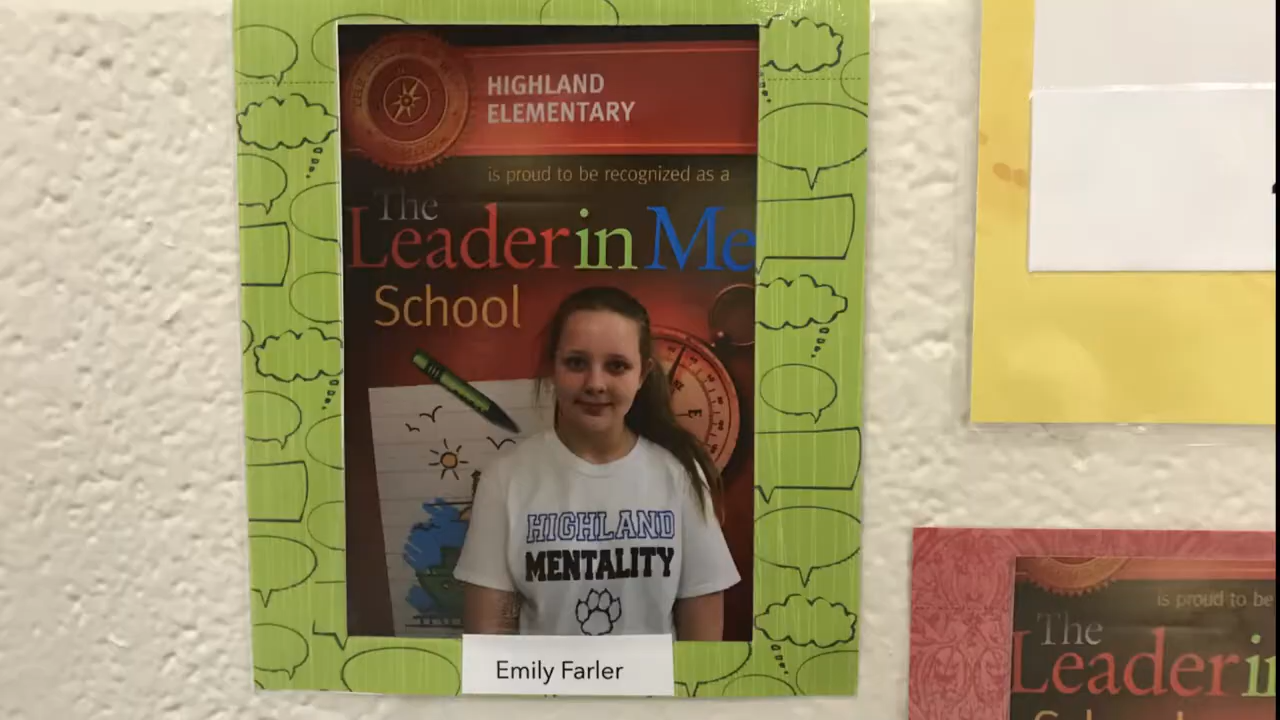 HIGHLAND
ELEMENTARY
is proud to be recognized as a
The
Leader in Me
School
E
HIGHLAND
MENTALITY
Emily Farler
is proud to be
The
Leader